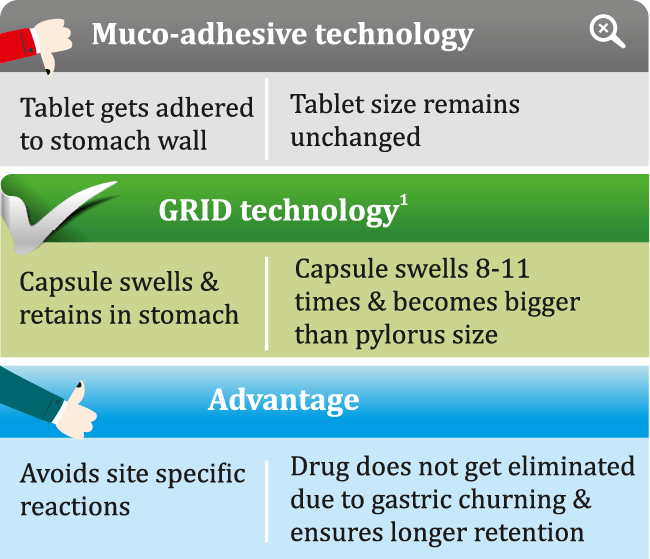 Muco-adhesive technology
Tablet gets adhered
to stomach wall
Tablet size remains
unchanged
GRID technology¹
Capsule swells &
retains in stomach
Capsule swells 8-11
times & becomes bigger
than pylorus size
Advantage
Avoids site specific
reactions
Drug does not get eliminated
due to gastric churning &
ensures longer retention